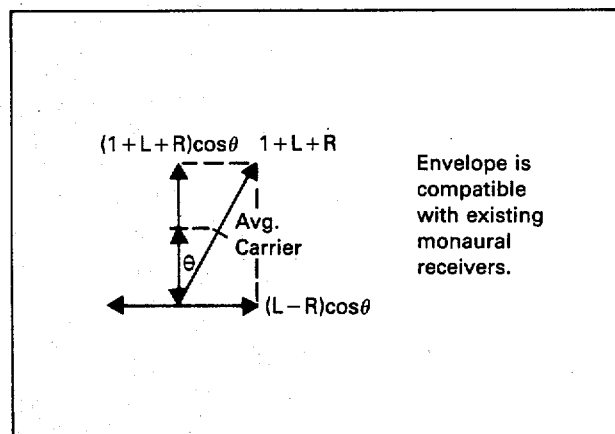 (1+L+R)cosθ 1+L+R
Envelope is
compatible
with existing
monaural
receivers.
Avg.
Carrier
θ
(L−R)cosθ